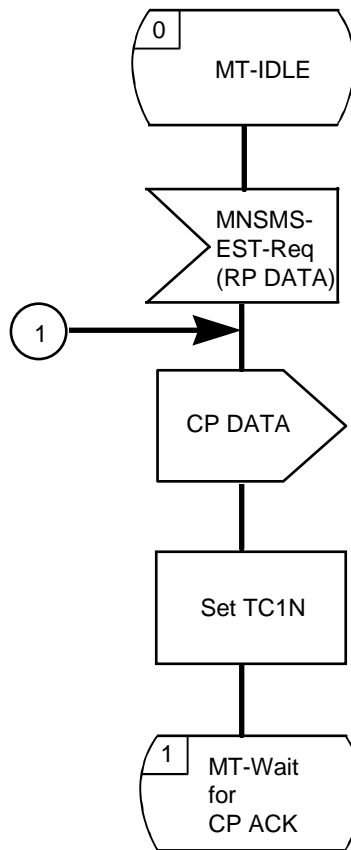 0
MT-IDLE
MNSMS-
EST-Req
(RP DATA)
1
CP DATA
Set TC1N
1
MT-Wait
for
CP ACK